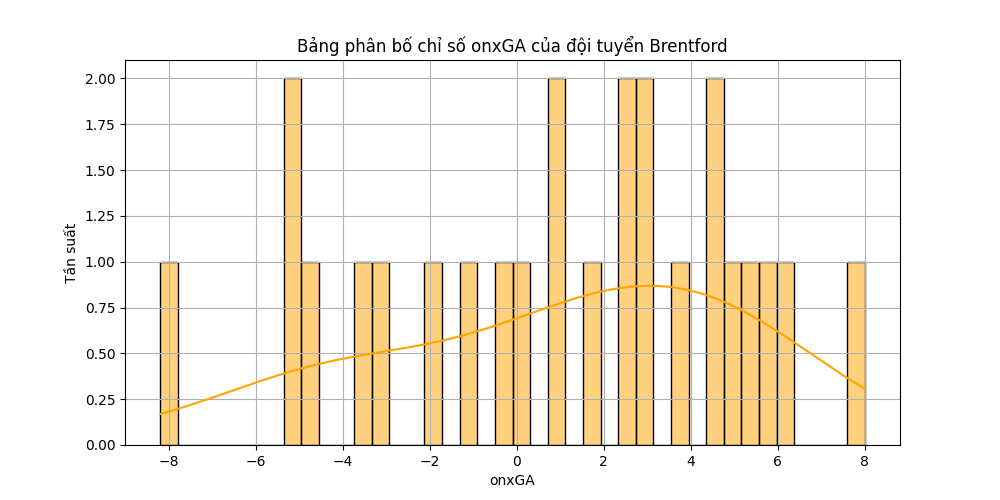 Bảng phân bố chỉ số onxGA của đội tuyển Brentford
Tần suất
2.00
1.75
1.50
1.25
1.00
0.75
0.50
0.25
0.00
−8 −6 −4 −2 0 2 4 6 8
onxGA